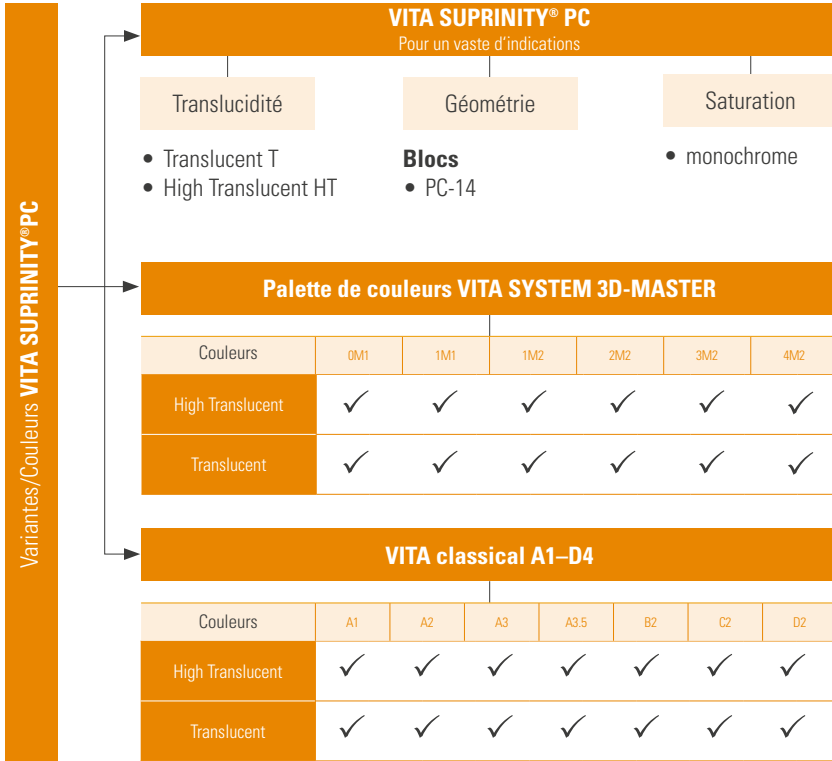 VITA SUPRINITY® PC
Pour un vaste d'indications
Translucidité
Géométrie
Saturation
• Translucent T
• High Translucent HT
Blocs
• PC-14
• monochrome
Variantes/Couleurs VITA SUPRINITY®PC
Palette de couleurs VITA SYSTEM 3D-MASTER
Couleurs 0M1 1M1 1M2 2M2 3M2 4M2
High Translucent ✓ ✓ ✓ ✓ ✓ ✓
Translucent ✓ ✓ ✓ ✓ ✓ ✓
VITA classical A1–D4
Couleurs A1 A2 A3 A3.5 B2 C2 D2
High Translucent ✓ ✓ ✓ ✓ ✓ ✓ ✓
Translucent ✓ ✓ ✓ ✓ ✓ ✓ ✓